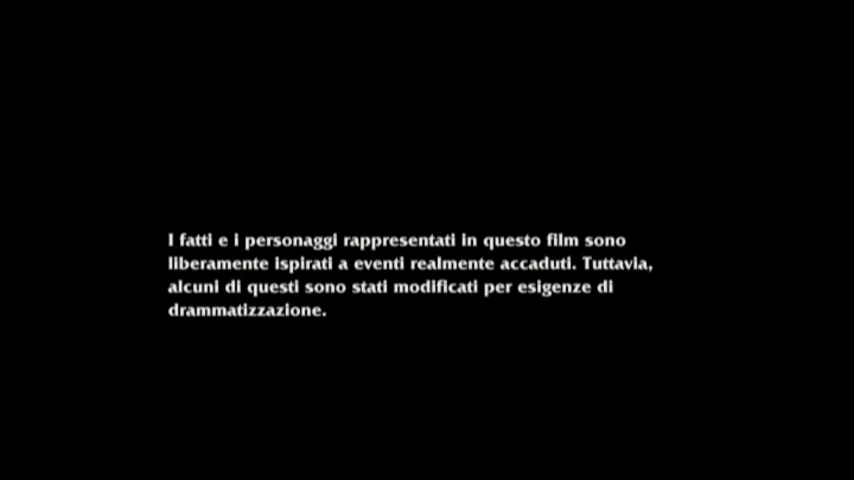 I fatti e i personaggi rappresentati in questo film sono
liberamente ispirati a eventi realmente accaduti. Tuttavia,
alcuni di questi sono stati modificati per esigenze di
drammatizzazione.